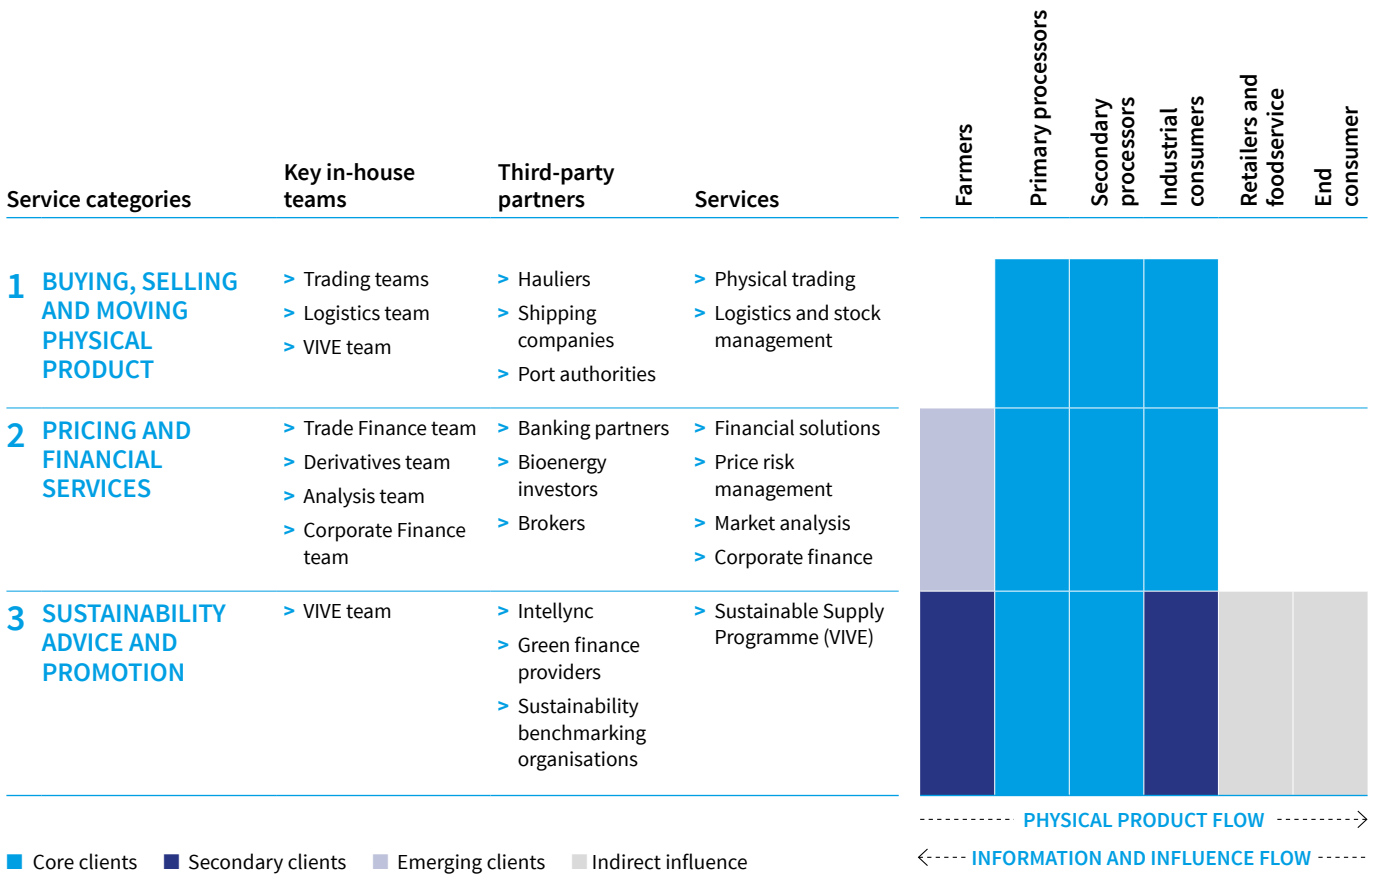 Service categories
Key in-house
teams
Third-party
partners
Services
Farmers
Primary processors
Secondary
processors
Industrial
consumers
Retailers and
foodservice
End
consumer
1 BUYING, SELLING
AND MOVING
PHYSICAL
PRODUCT
> Trading teams
> Logistics team
> VIVE team
> Hauliers
> Shipping
companies
> Port authorities
> Physical trading
> Logistics and stock
management
2 PRICING AND
FINANCIAL
SERVICES
> Trade Finance team
> Derivatives team
> Analysis team
> Corporate Finance
team
> Banking partners
> Bioenergy
investors
> Brokers
> Financial solutions
> Price risk
management
> Market analysis
> Corporate finance
3 SUSTAINABILITY
ADVICE AND
PROMOTION
> VIVE team
> Intellync
> Green finance
providers
> Sustainability
benchmarking
organisations
> Sustainable Supply
Programme (VIVE)
PHYSICAL PRODUCT FLOW
INFORMATION AND INFLUENCE FLOW
Core clients
Secondary clients
Emerging clients
Indirect influence